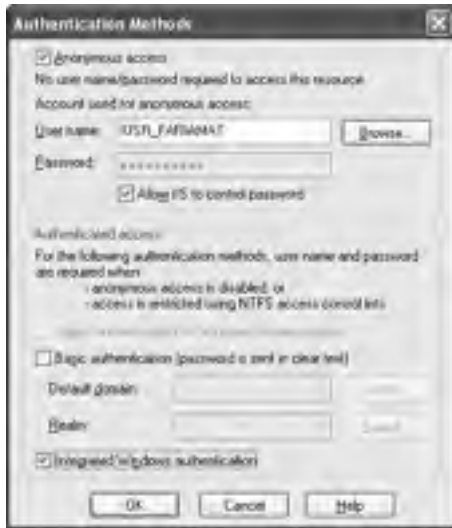 Authentication Methods
Anonymous access
No user name/password required to access this resource
Account used for anonymous access:
User name: IUSR_FARIAMAT Browse...
Password: **********
Allow IIS to control password
Authenticated access
For the following authentication methods, user name and password
are required when
- anonymous access is disabled, or
- access is restricted using NTFS access control lists
Basic authentication (password is sent in clear text)
Default domain:
Realm:
Integrated Windows authentication
OK Cancel Help